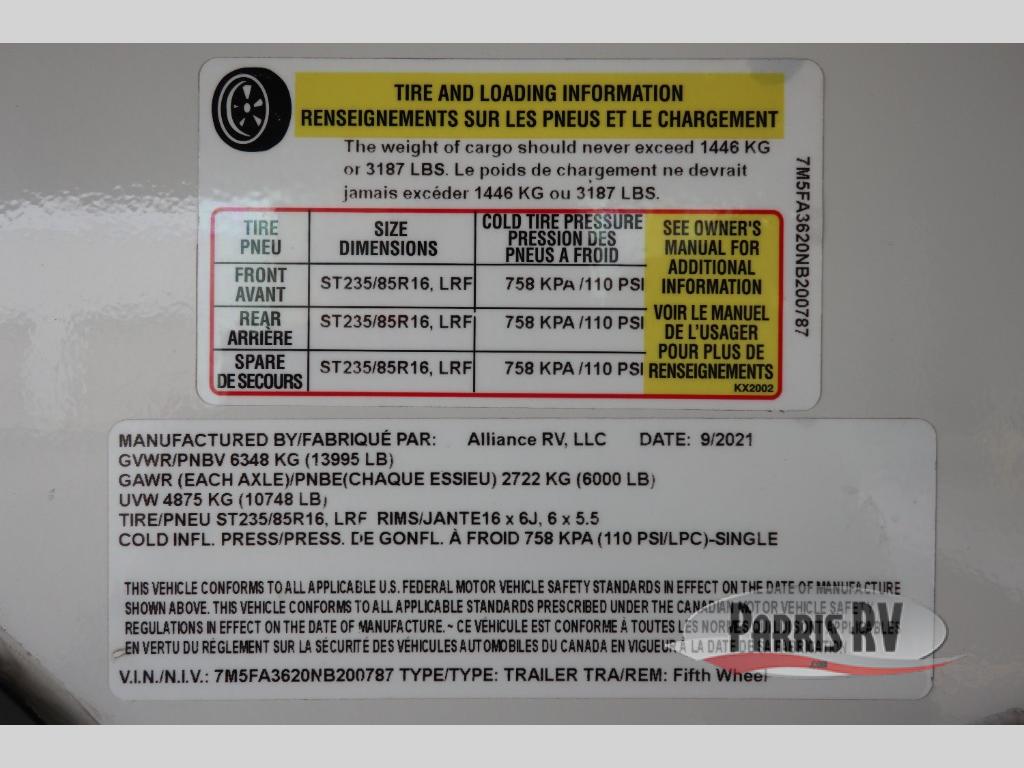 TIRE AND LOADING INFORMATION
RENSEIGNEMENTS SUR LES PNEUS ET LE CHARGEMENT
The weight of cargo should never exceed 1446 KG
or 3187 LBS. Le poids de chargement ne devrait
jamais excéder 1446 KG ou 3187 LBS.
TIRE
PNEU
SIZE
DIMENSIONS
COLD TIRE PRESSURE
PRESSION DES
PNEUS A FROID
SEE OWNER'S
MANUAL FOR
ADDITIONAL
INFORMATION
FRONT
AVANT
ST235/85R16, LRF
758 KPA /110 PSI
REAR
ARRIÈRE
ST235/85R16, LRF
758 KPA /110 PSI
VOIR LE MANUEL
DE L'USAGER
POUR PLUS DE
RENSEIGNEMENTS
SPARE
DE SECOURS
ST235/85R16, LRF
758 KPA /110 PSI
KX2002
7M5FA3620NB200787
MANUFACTURED BY/FABRIQUÉ PAR: Alliance RV, LLC DATE: 9/2021
GVWR/PNBV 6348 KG (13995 LB)
GAWR (EACH AXLE)/PNBE(CHAQUE ESSIEU) 2722 KG (6000 LB)
UVW 4875 KG (10748 LB)
TIRE/PNEU ST235/85R16, LRF RIMS/JANTE16 x 6J, 6 x 5.5
COLD INFL. PRESS/PRESS. DE GONFL. À FROID 758 KPA (110 PSI/LPC)-SINGLE
THIS VEHICLE CONFORMS TO ALL APPLICABLE U.S. FEDERAL MOTOR VEHICLE SAFETY STANDARDS IN EFFECT ON THE DATE OF MANUFACTURE
SHOWN ABOVE. THIS VEHICLE CONFORMS TO ALL APPLICABLE STANDARDS PRESCRIBED UNDER THE CANADIAN MOTOR VEHICLE SAFETY
REGULATIONS IN EFFECT ON THE DATE OF MANUFACTURE.~ CE VÉHICULE EST CONFORME À TOUTES LES NORMES APPLICABLES
EN VERTU DU RÈGLEMENT SUR LA SÉCURITÉ DES VÉHICULES AUTOMOBILES DU CANADA EN VIGUEUR À LA DATE DE SA FABRICATION
V.I.N./N.I.V.: 7M5FA3620NB200787 TYPE/TYPE: TRAILER TRA/REM: Fifth Wheel
PARRIS RV
.com